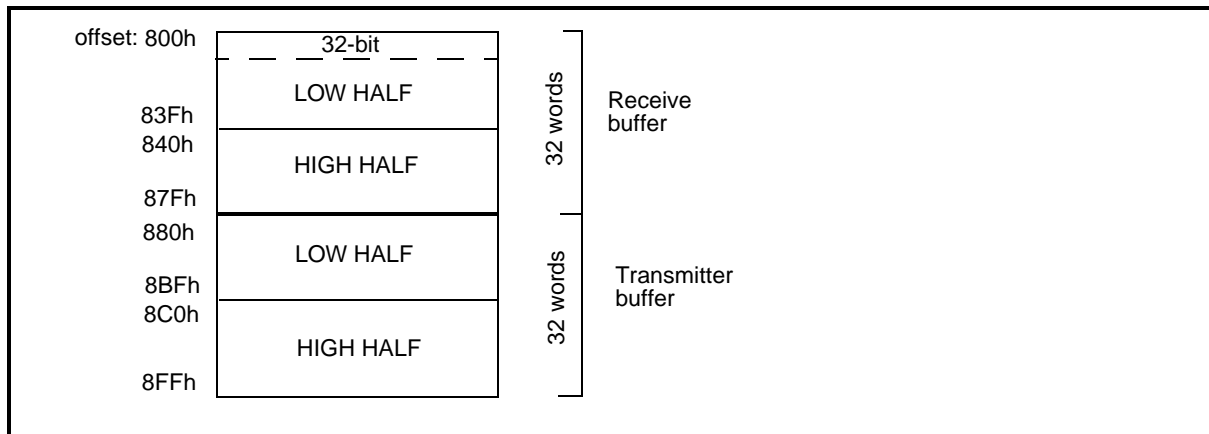 offset: 800h
32-bit
LOW HALF
83Fh
840h
HIGH HALF
87Fh
32 words
Receive
buffer
880h
LOW HALF
8BFh
8C0h
HIGH HALF
8FFh
32 words
Transmitter
buffer